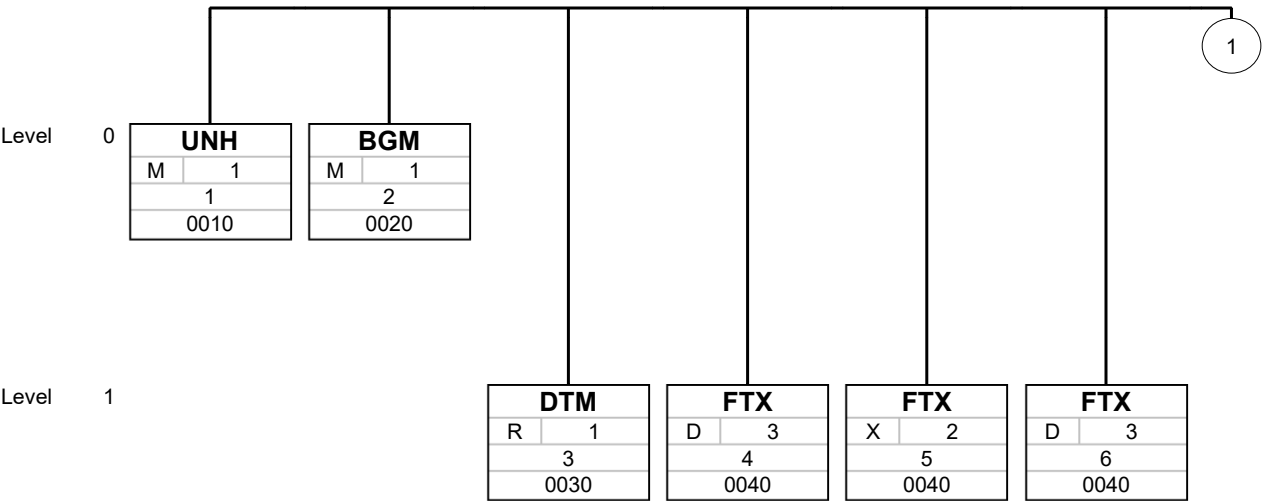 1
Level 0
UNH
M 1
1
0010
BGM
M 1
2
0020
Level 1
DTM
R 1
3
0030
FTX
D 3
4
0040
FTX
X 2
5
0040
FTX
D 3
6
0040